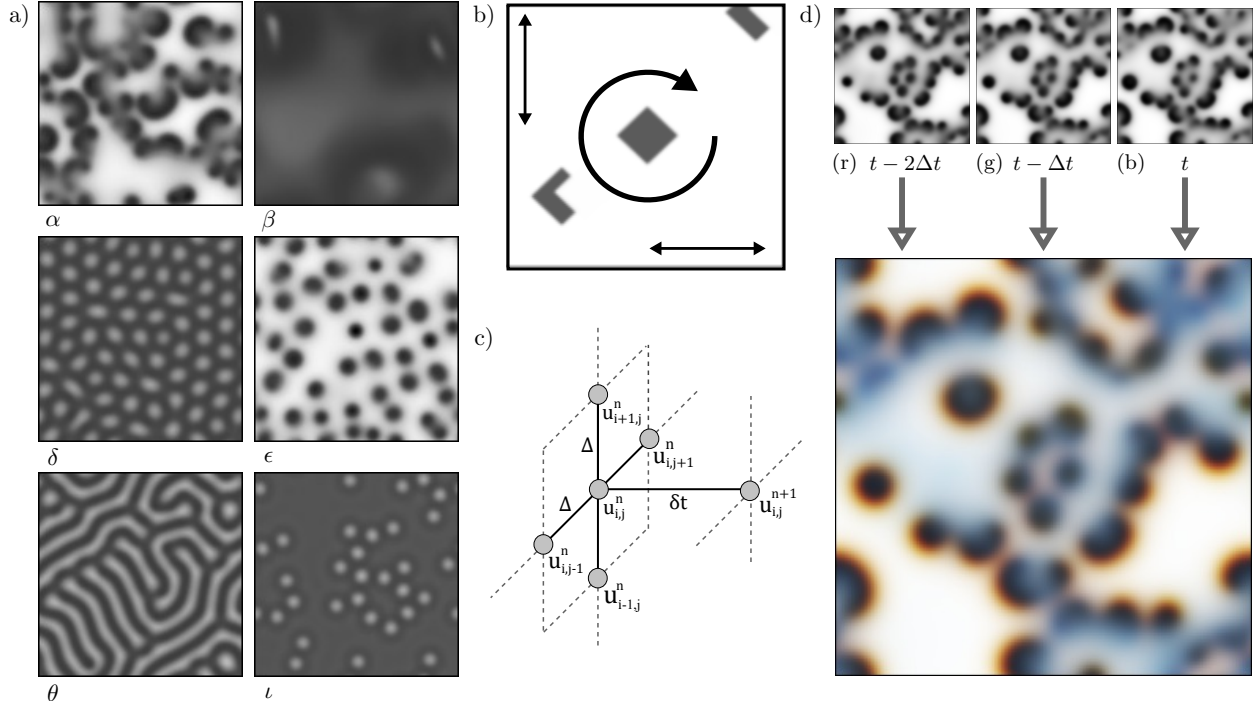 a)
α
β
δ
ϵ
θ
ι
b)
c)
u^n_{i+1,j}
Δ
u^n_{i,j+1}
u^n_{i,j}
δt
u^{n+1}_{i,j}
Δ
u^n_{i,j-1}
u^n_{i-1,j}
d)
(r) t − 2Δt
(g) t − Δt
(b) t